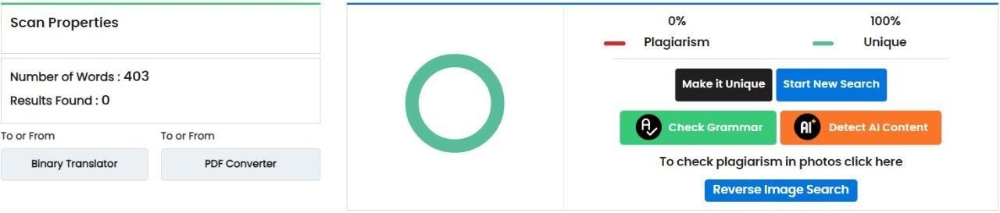 Scan Properties
Number of Words : 403
Results Found : 0
To or From
To or From
Binary Translator
PDF Converter
0%
100%
Plagiarism
Unique
Make it Unique
Start New Search
Check Grammar
AI Detect AI Content
To check plagiarism in photos click here
Reverse Image Search